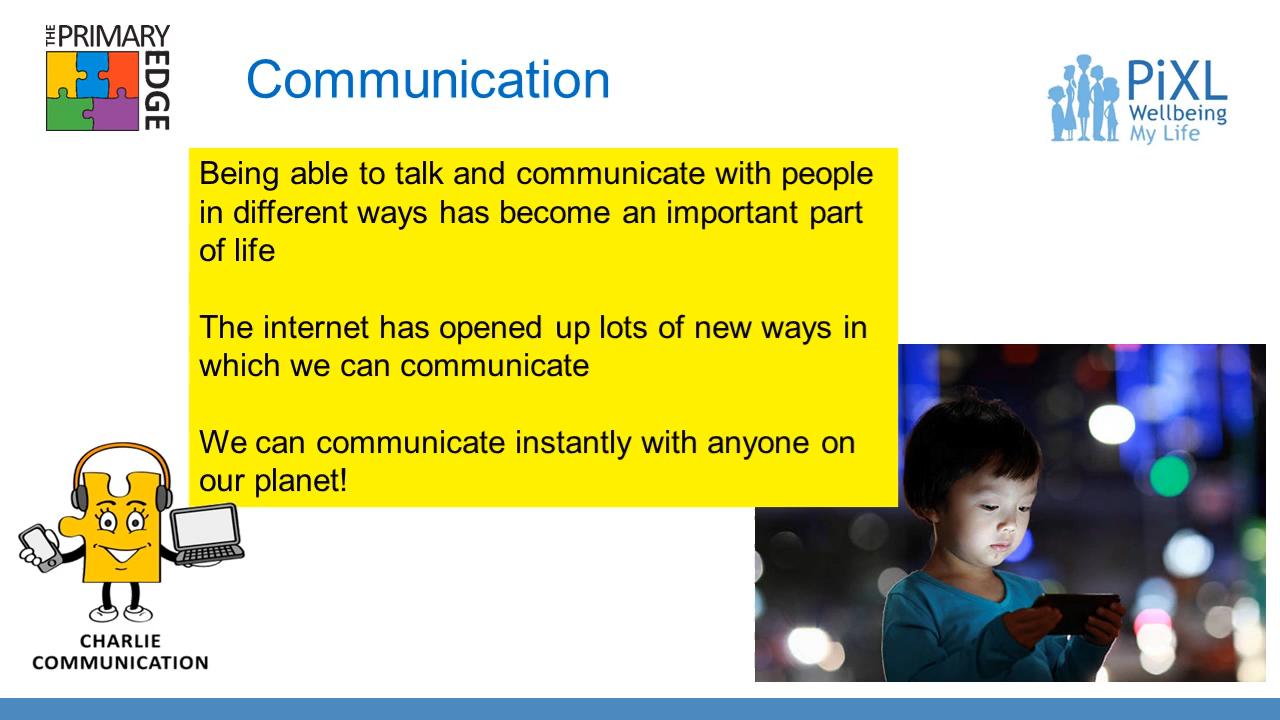 THE PRIMARY
EDGE
Communication
PiXL
Wellbeing
My Life
Being able to talk and communicate with people
in different ways has become an important part
of life
The internet has opened up lots of new ways in
which we can communicate
We can communicate instantly with anyone on
our planet!
CHARLIE
COMMUNICATION